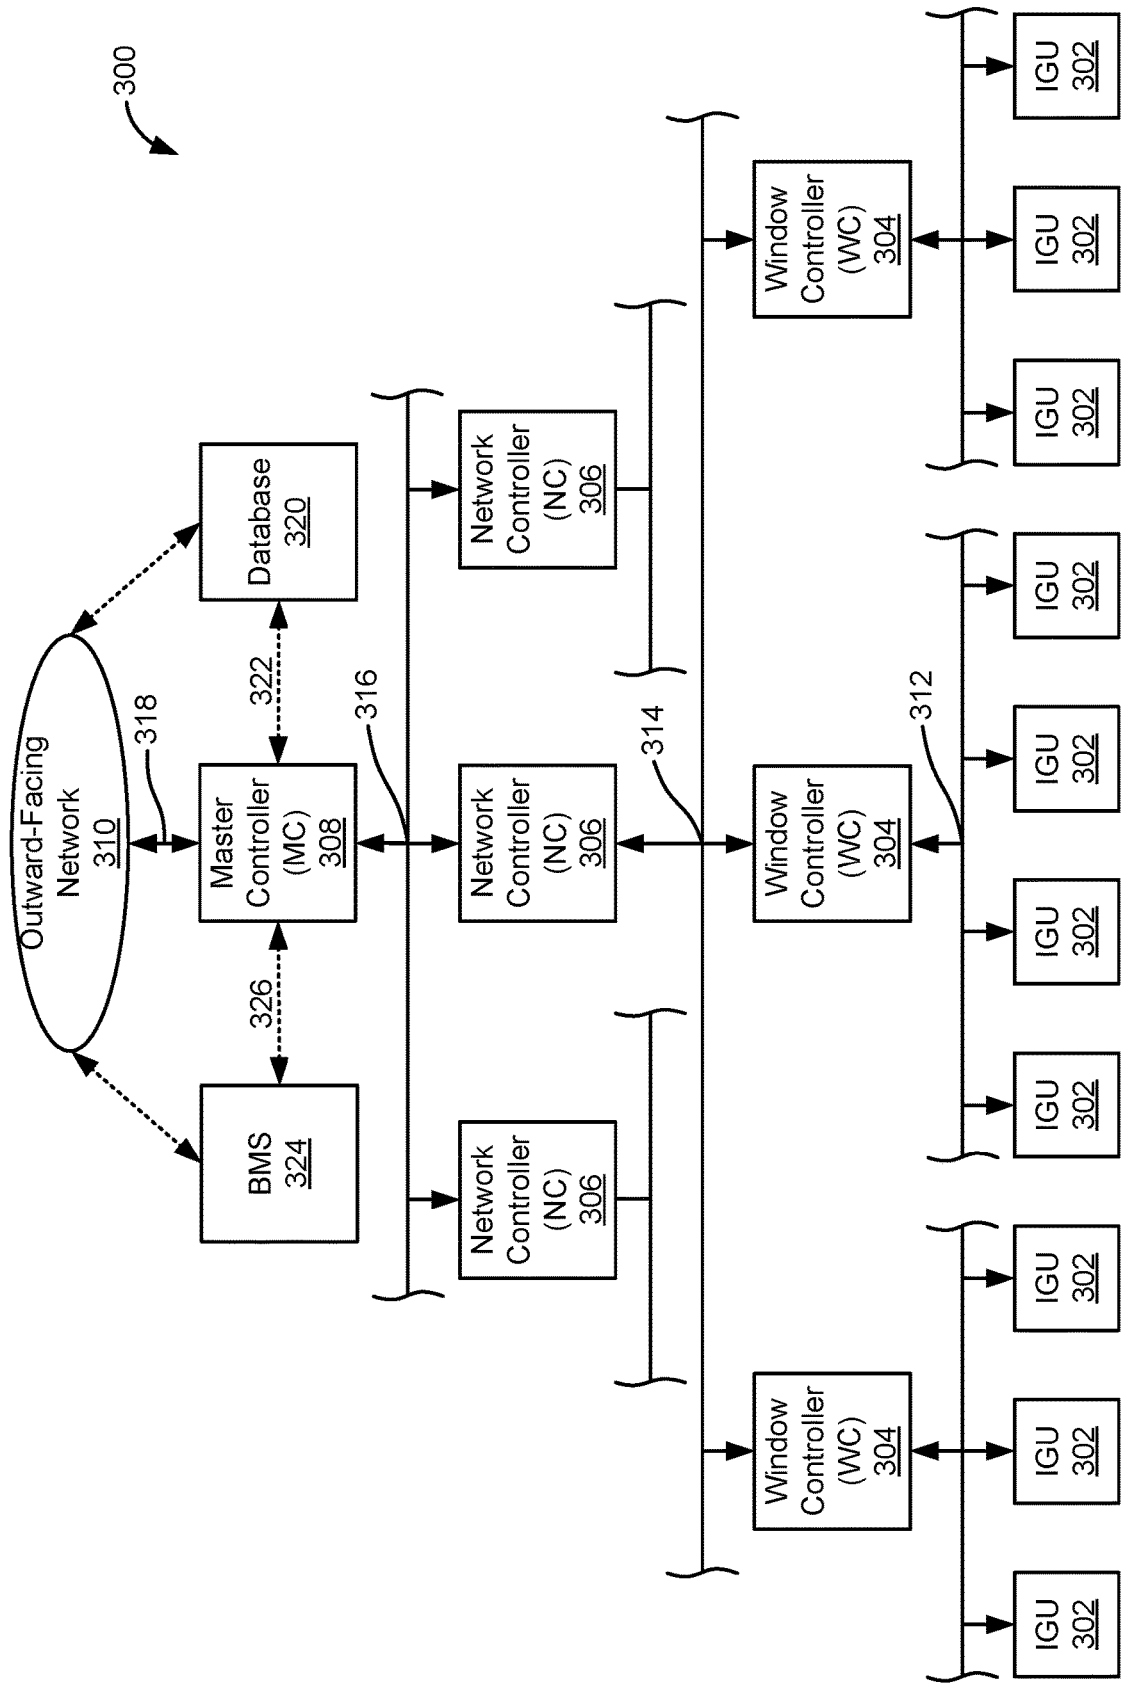 Outward-Facing
Network
310
300
318
BMS
324
326
Master
Controller
(MC)
308
322
Database
320
316
Network
Controller
(NC)
306
Network
Controller
(NC)
306
Network
Controller
(NC)
306
314
Window
Controller
(WC)
304
Window
Controller
(WC)
304
Window
Controller
(WC)
304
312
IGU
302
IGU
302
IGU
302
IGU
302
IGU
302
IGU
302
IGU
302
IGU
302
IGU
302
IGU
302